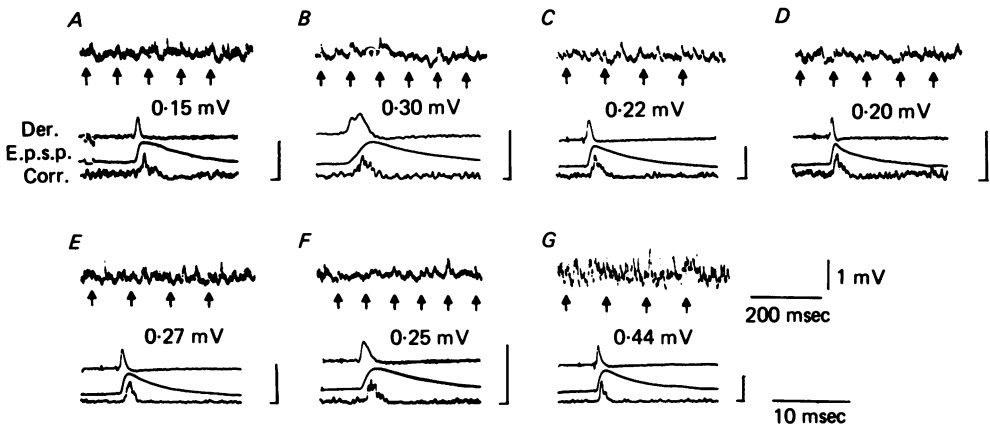 A B C D
0·15 mV 0·30 mV 0·22 mV 0·20 mV
Der.
E.p.s.p.
Corr.
E F G
1 mV
200 msec
0·27 mV 0·25 mV 0·44 mV
10 msec